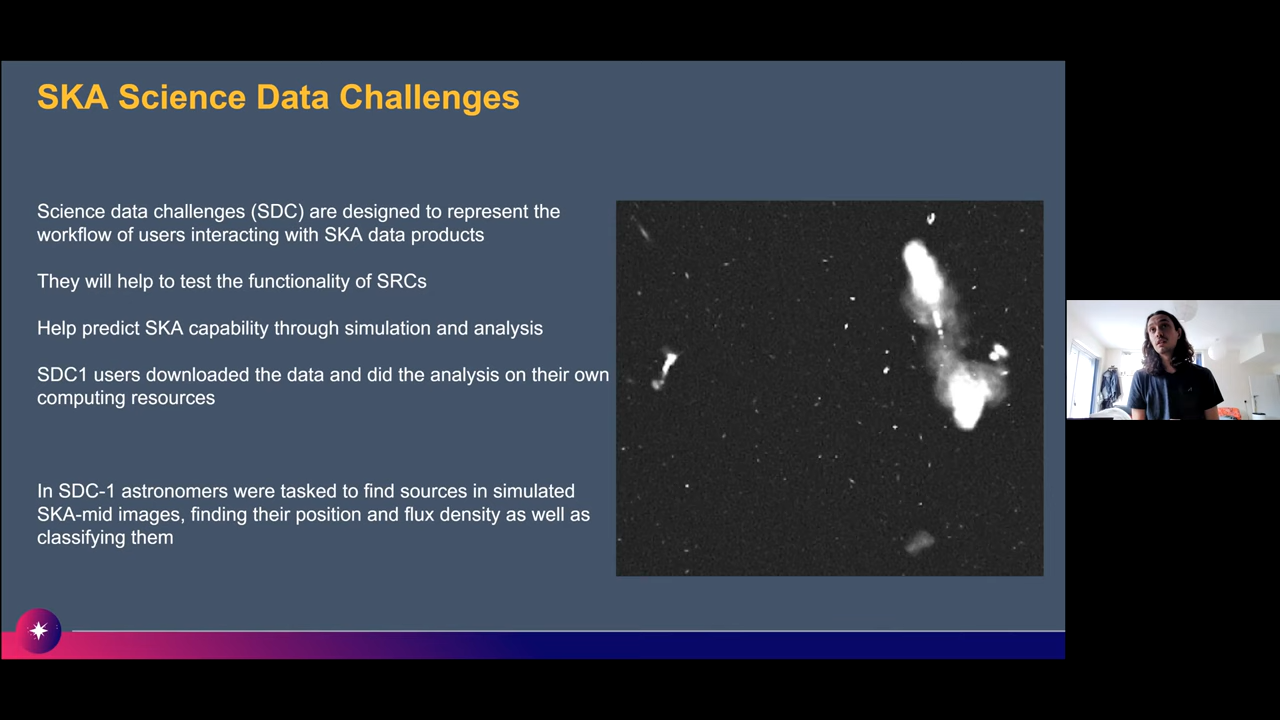 SKA Science Data Challenges
Science data challenges (SDC) are designed to represent the
workflow of users interacting with SKA data products
They will help to test the functionality of SRCs
Help predict SKA capability through simulation and analysis
SDC1 users downloaded the data and did the analysis on their own
computing resources
In SDC-1 astronomers were tasked to find sources in simulated
SKA-mid images, finding their position and flux density as well as
classifying them